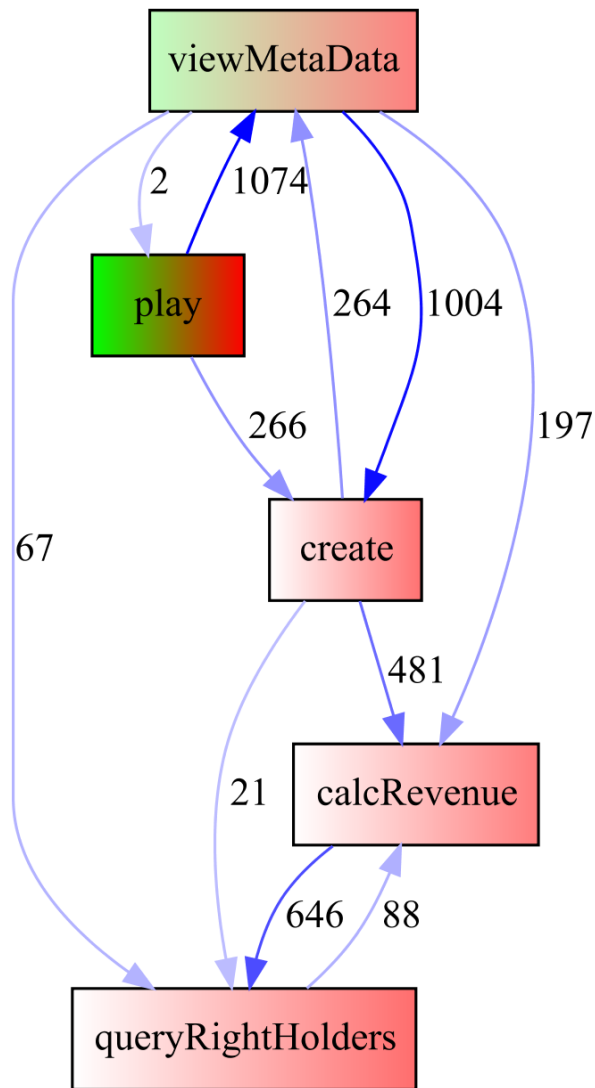 viewMetaData
2
1074
play
264
1004
266
197
67
create
481
21
calcRevenue
646
88
queryRightHolders